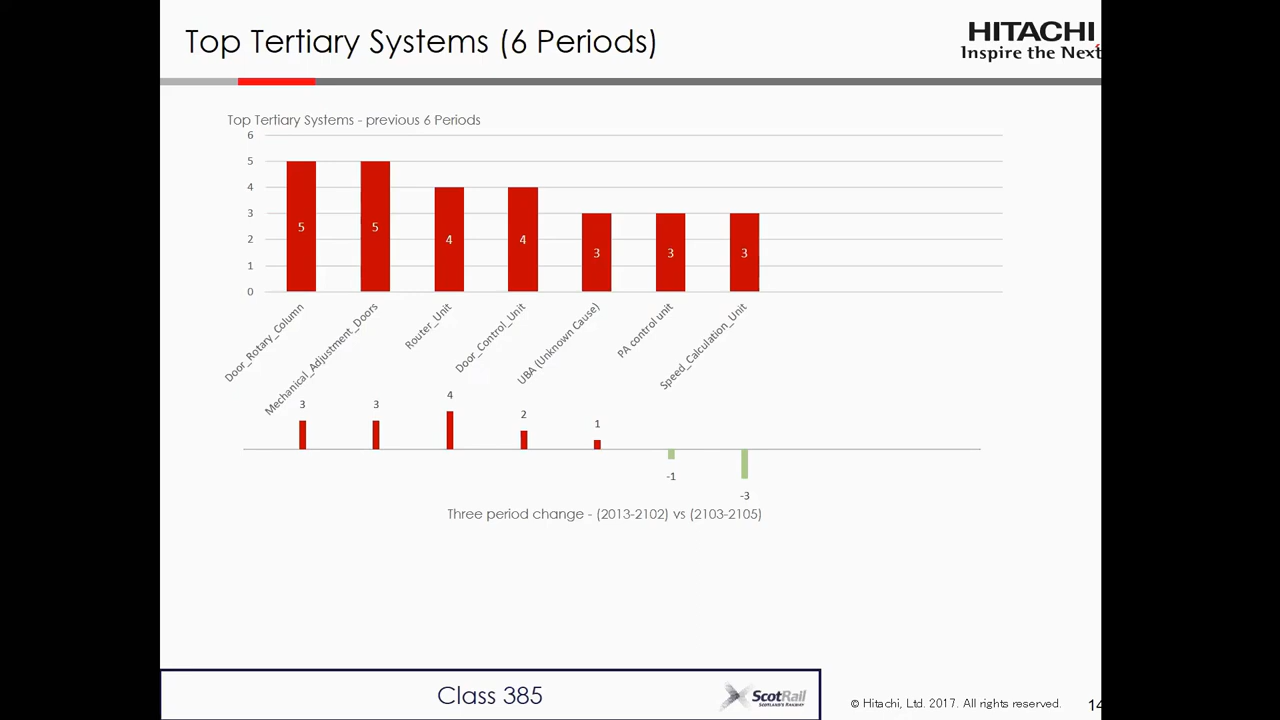 Top Tertiary Systems (6 Periods)
HITACHI
Inspire the Next
Top Tertiary Systems - previous 6 Periods
6
5
4
3
2
1
0
5
5
4
4
3
3
3
Door_Rotary_Column
Mechanical_Adjustment_Doors
Router_Unit
Door_Control_Unit
UBA (Unknown Cause)
PA control unit
Speed_Calculation_Unit
3
3
4
2
1
-1
-3
Three period change - (2013-2102) vs (2103-2105)
Class 385
ScotRail
SCOTLAND'S RAILWAY
© Hitachi, Ltd. 2017. All rights reserved.
14